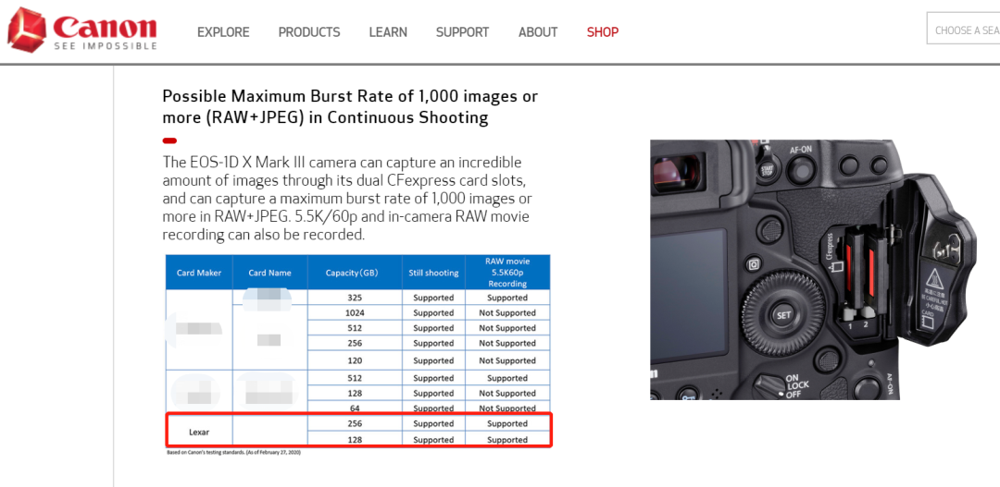 Canon
SEE IMPOSSIBLE
EXPLORE PRODUCTS LEARN SUPPORT ABOUT SHOP
CHOOSE A SEA
Possible Maximum Burst Rate of 1,000 images or
more (RAW+JPEG) in Continuous Shooting
The EOS-1D X Mark III camera can capture an incredible
amount of images through its dual CFexpress card slots,
and can capture a maximum burst rate of 1,000 images or
more in RAW+JPEG. 5.5K/60p and in-camera RAW movie
recording can also be recorded.
Card Maker Card Name Capacity(GB) Still shooting RAW movie 5.5K60p Recording
325 Supported Supported
1024 Supported Not Supported
512 Supported Not Supported
256 Supported Not Supported
120 Supported Not Supported
512 Supported Supported
128 Supported Not Supported
64 Supported Not Supported
Lexar 256 Supported Supported
128 Supported Supported
Based on Canon's testing standards. (As of February 27, 2020)
AF-ON
START
STOP
CFexpress
SET
1 2
CARD
ON
LOCK
OFF
AF-ON